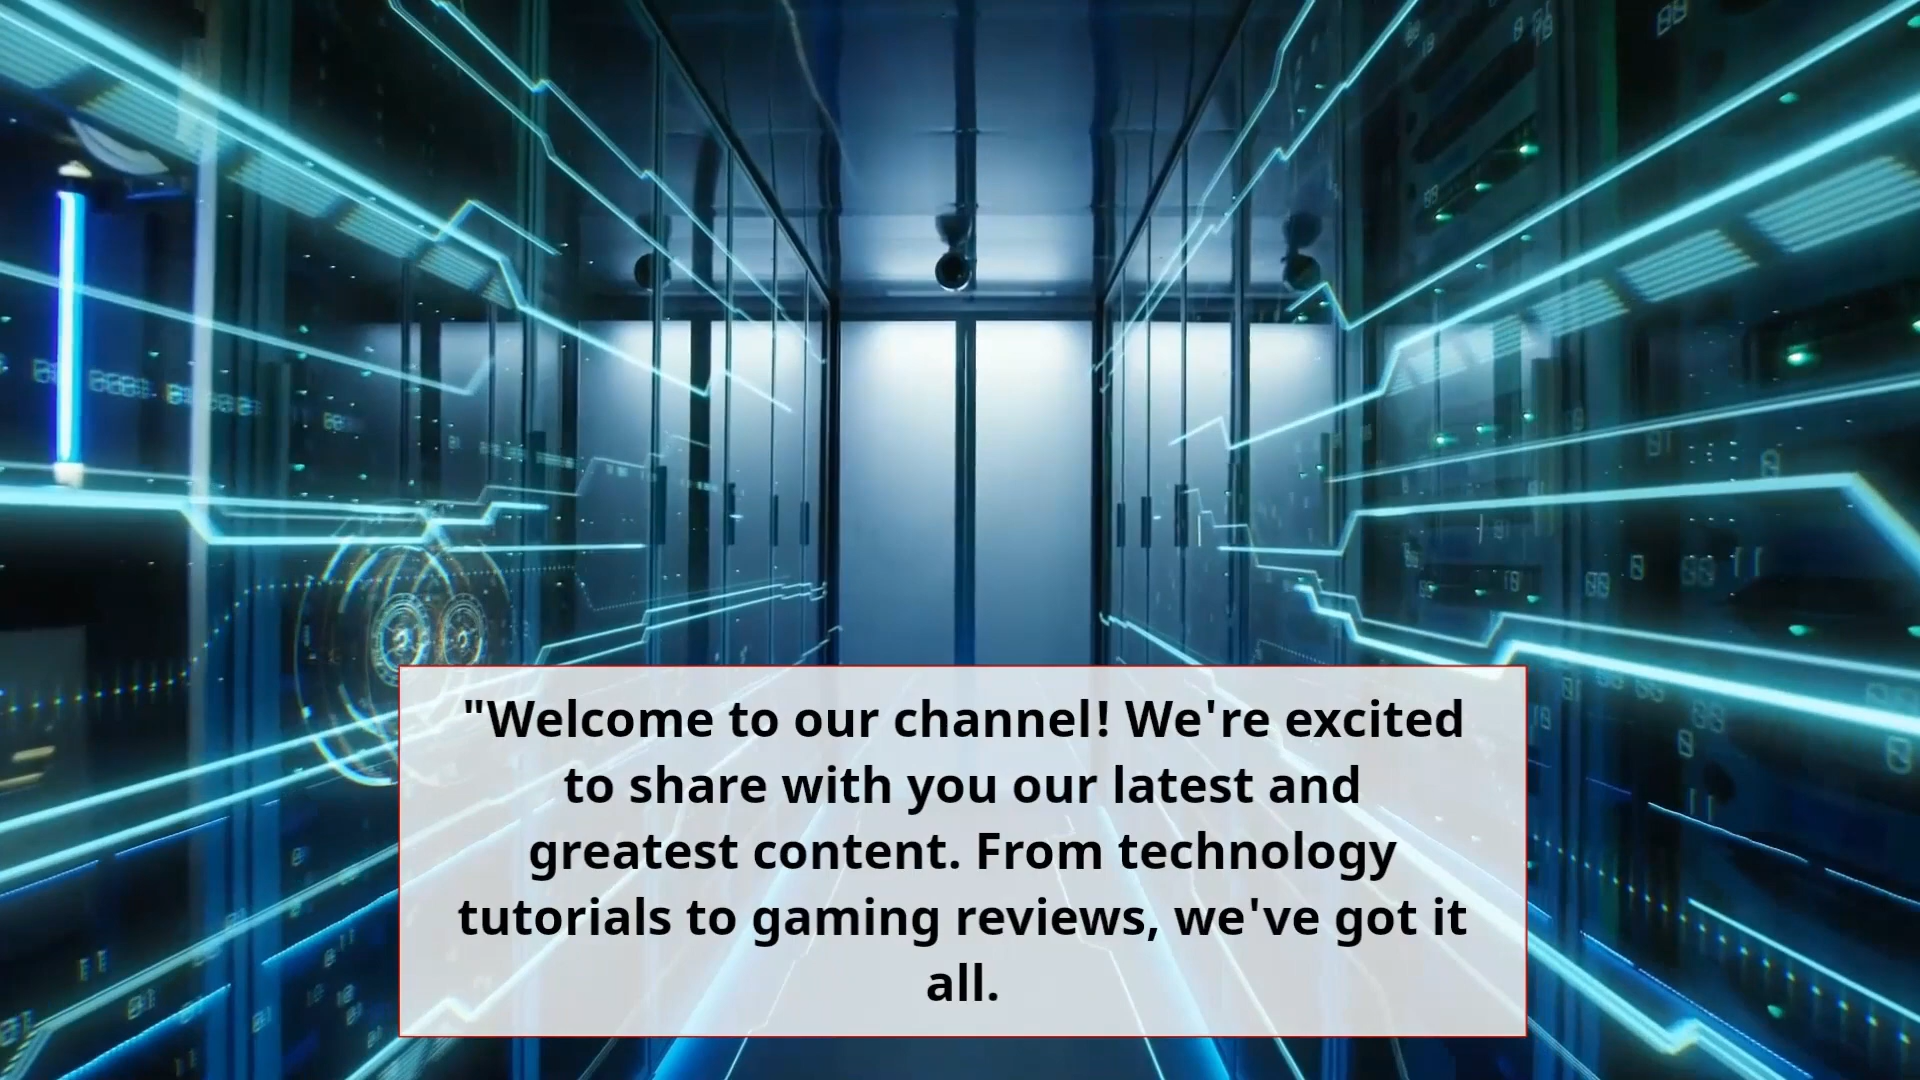 "Welcome to our channel! We're excited
to share with you our latest and
greatest content. From technology
tutorials to gaming reviews, we've got it
all.